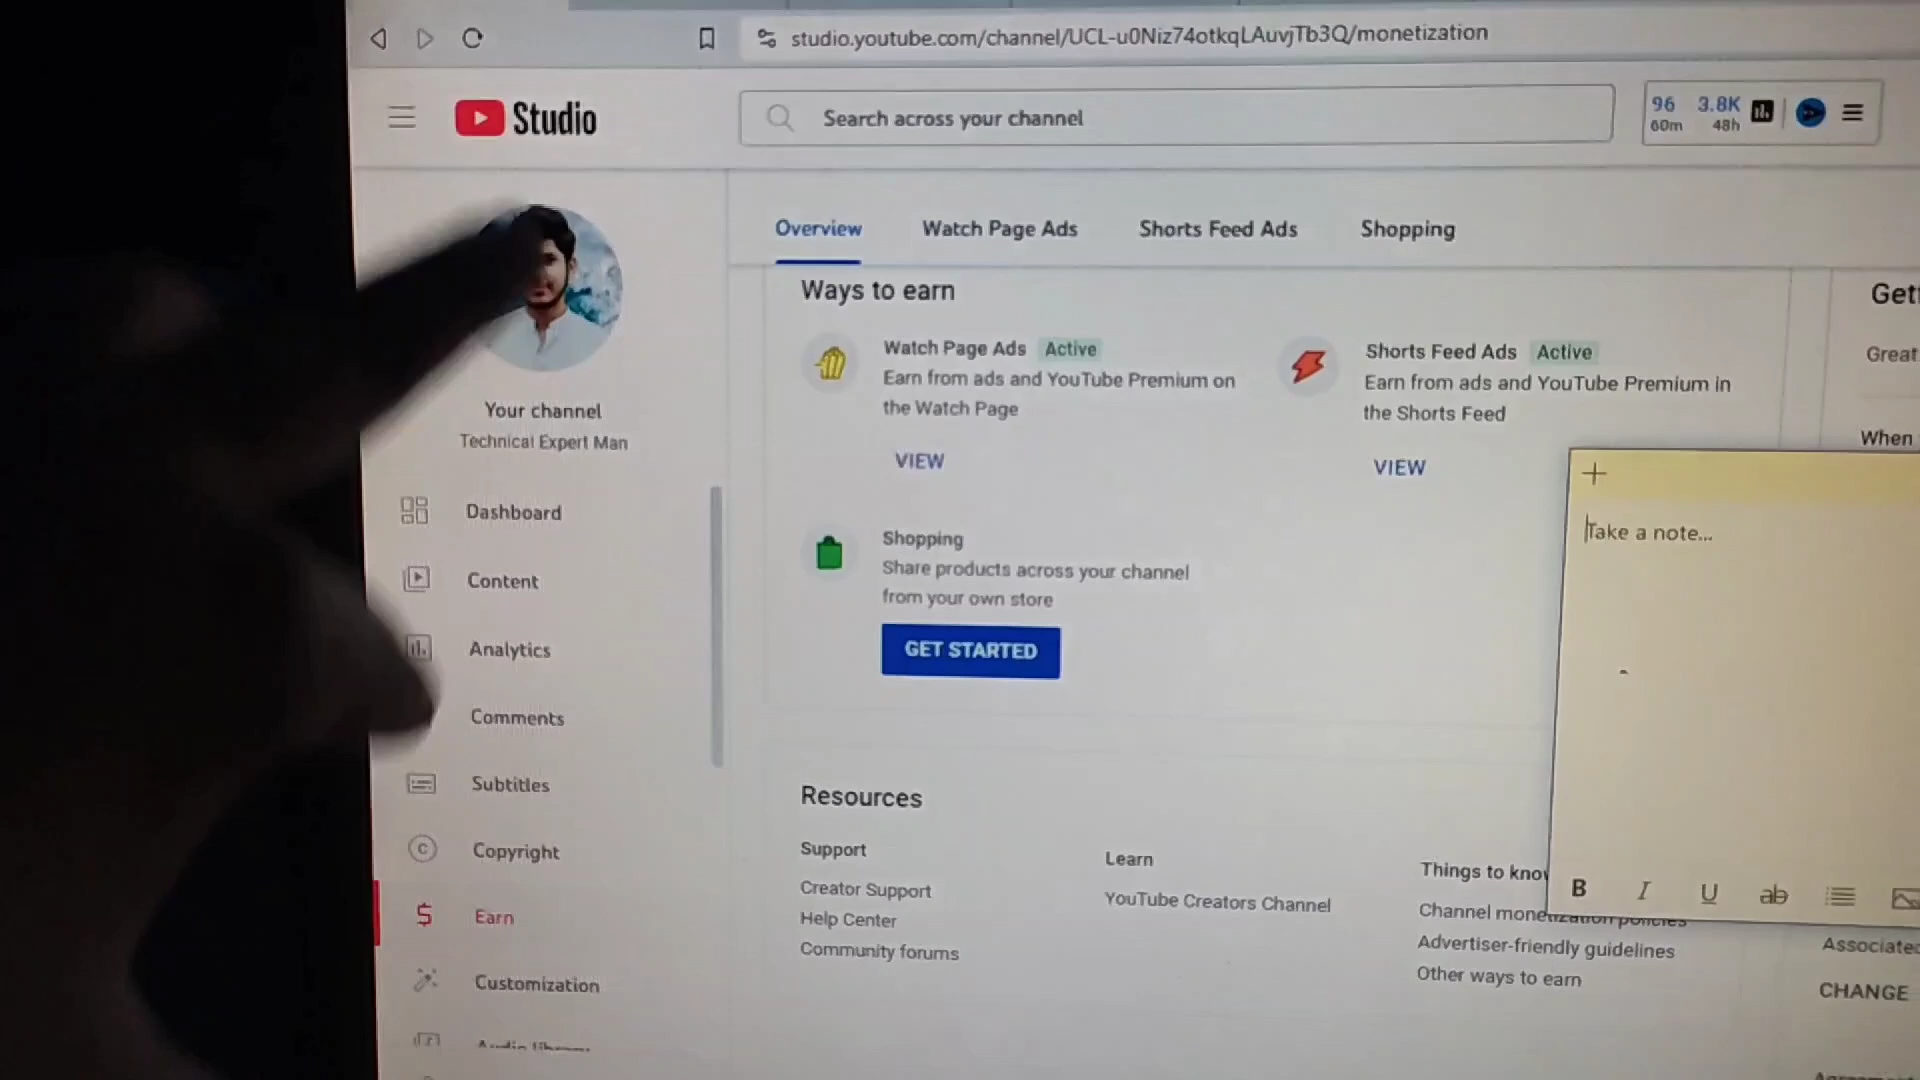 studio.youtube.com/channel/UCL-u0Niz74otkqLAuvjTb3Q/monetization
Studio
Search across your channel
96 3.8K
60m 48h
Overview
Watch Page Ads
Shorts Feed Ads
Shopping
Ways to earn
Watch Page Ads Active
Earn from ads and YouTube Premium on
the Watch Page
VIEW
Shorts Feed Ads Active
Earn from ads and YouTube Premium in
the Shorts Feed
VIEW
Great
When
Your channel
Technical Expert Man
Dashboard
Content
Analytics
Comments
Subtitles
Copyright
Earn
Customization
Shopping
Share products across your channel
from your own store
GET STARTED
Take a note...
B I U ab
Resources
Support
Creator Support
Help Center
Community forums
Learn
YouTube Creators Channel
Things to know
Channel monetization policies
Advertiser-friendly guidelines
Other ways to earn
CHANGE